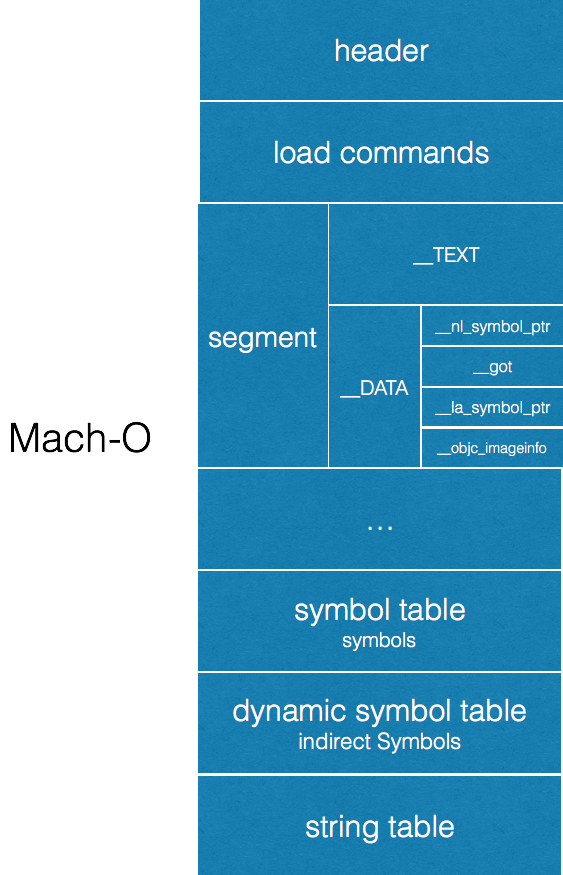 header
load commands
__TEXT
segment
__nl_symbol_ptr
__got
__DATA
__la_symbol_ptr
__objc_imageinfo
Mach-O
...
symbol table
symbols
dynamic symbol table
indirect Symbols
string table